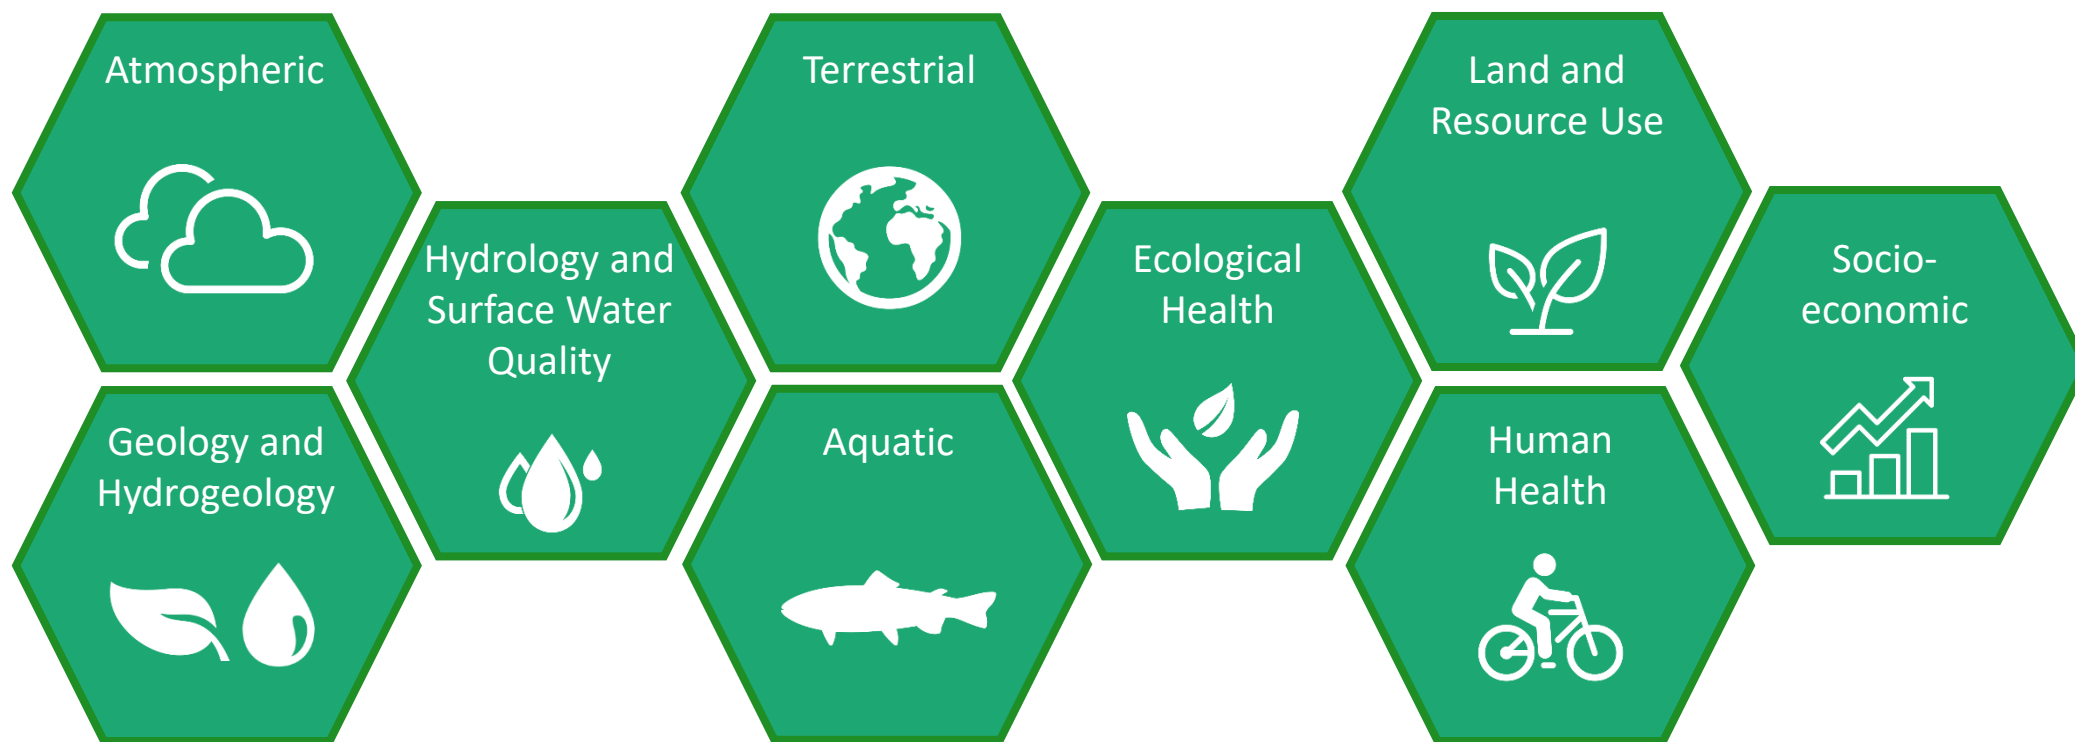 Atmospheric
Geology and
Hydrogeology
Hydrology and
Surface Water
Quality
Terrestrial
Aquatic
Ecological
Health
Land and
Resource Use
Human
Health
Socio-
economic